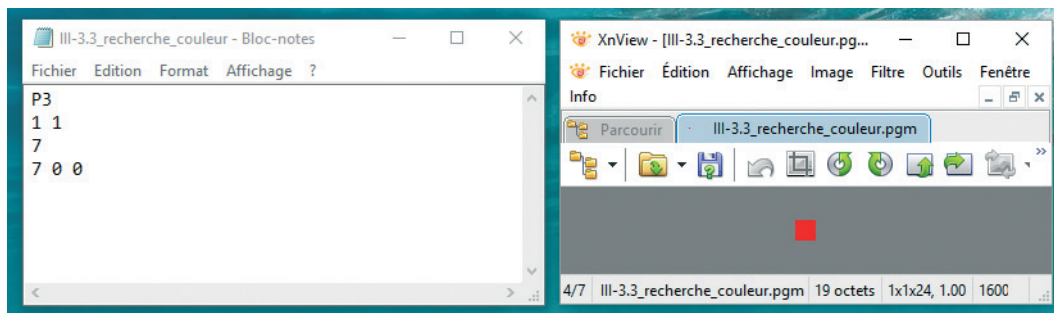 III-3.3_recherche_couleur - Bloc-notes
Fichier Edition Format Affichage ?
P3
1 1
7
7 0 0
XnView - [III-3.3_recherche_couleur.pg...
Fichier Édition Affichage Image Filtre Outils Fenêtre
Info
Parcourir III-3.3_recherche_couleur.pgm
4/7 III-3.3_recherche_couleur.pgm 19 octets 1x1x24, 1.00 1600